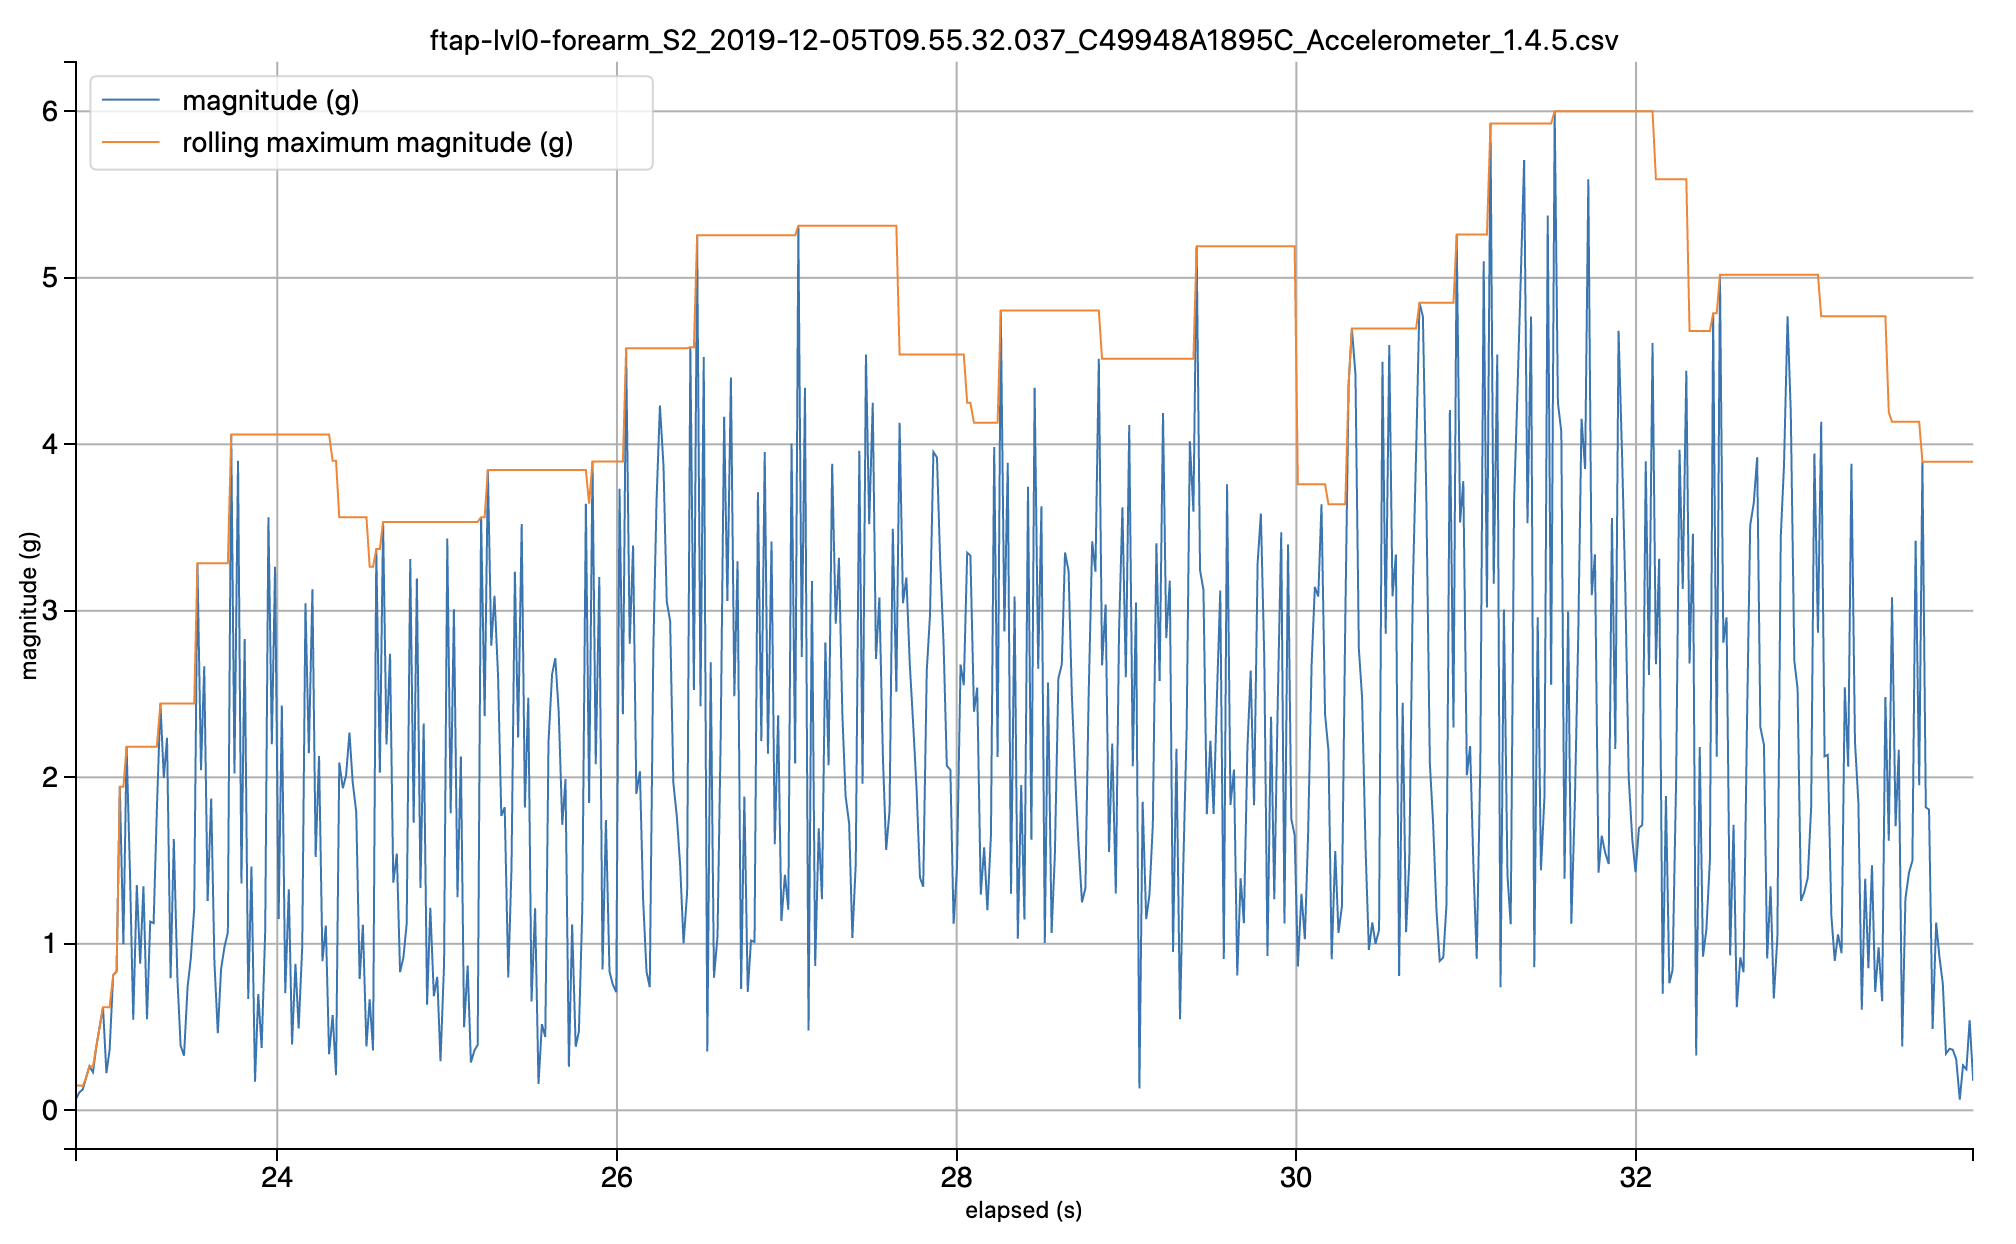 ftap-lvl0-forearm_S2_2019-12-05T09.55.32.037_C49948A1895C_Accelerometer_1.4.5.csv
magnitude (g)
rolling maximum magnitude (g)
6
5
4
3
2
1
0
magnitude (g)
24 26 28 30 32
elapsed (s)